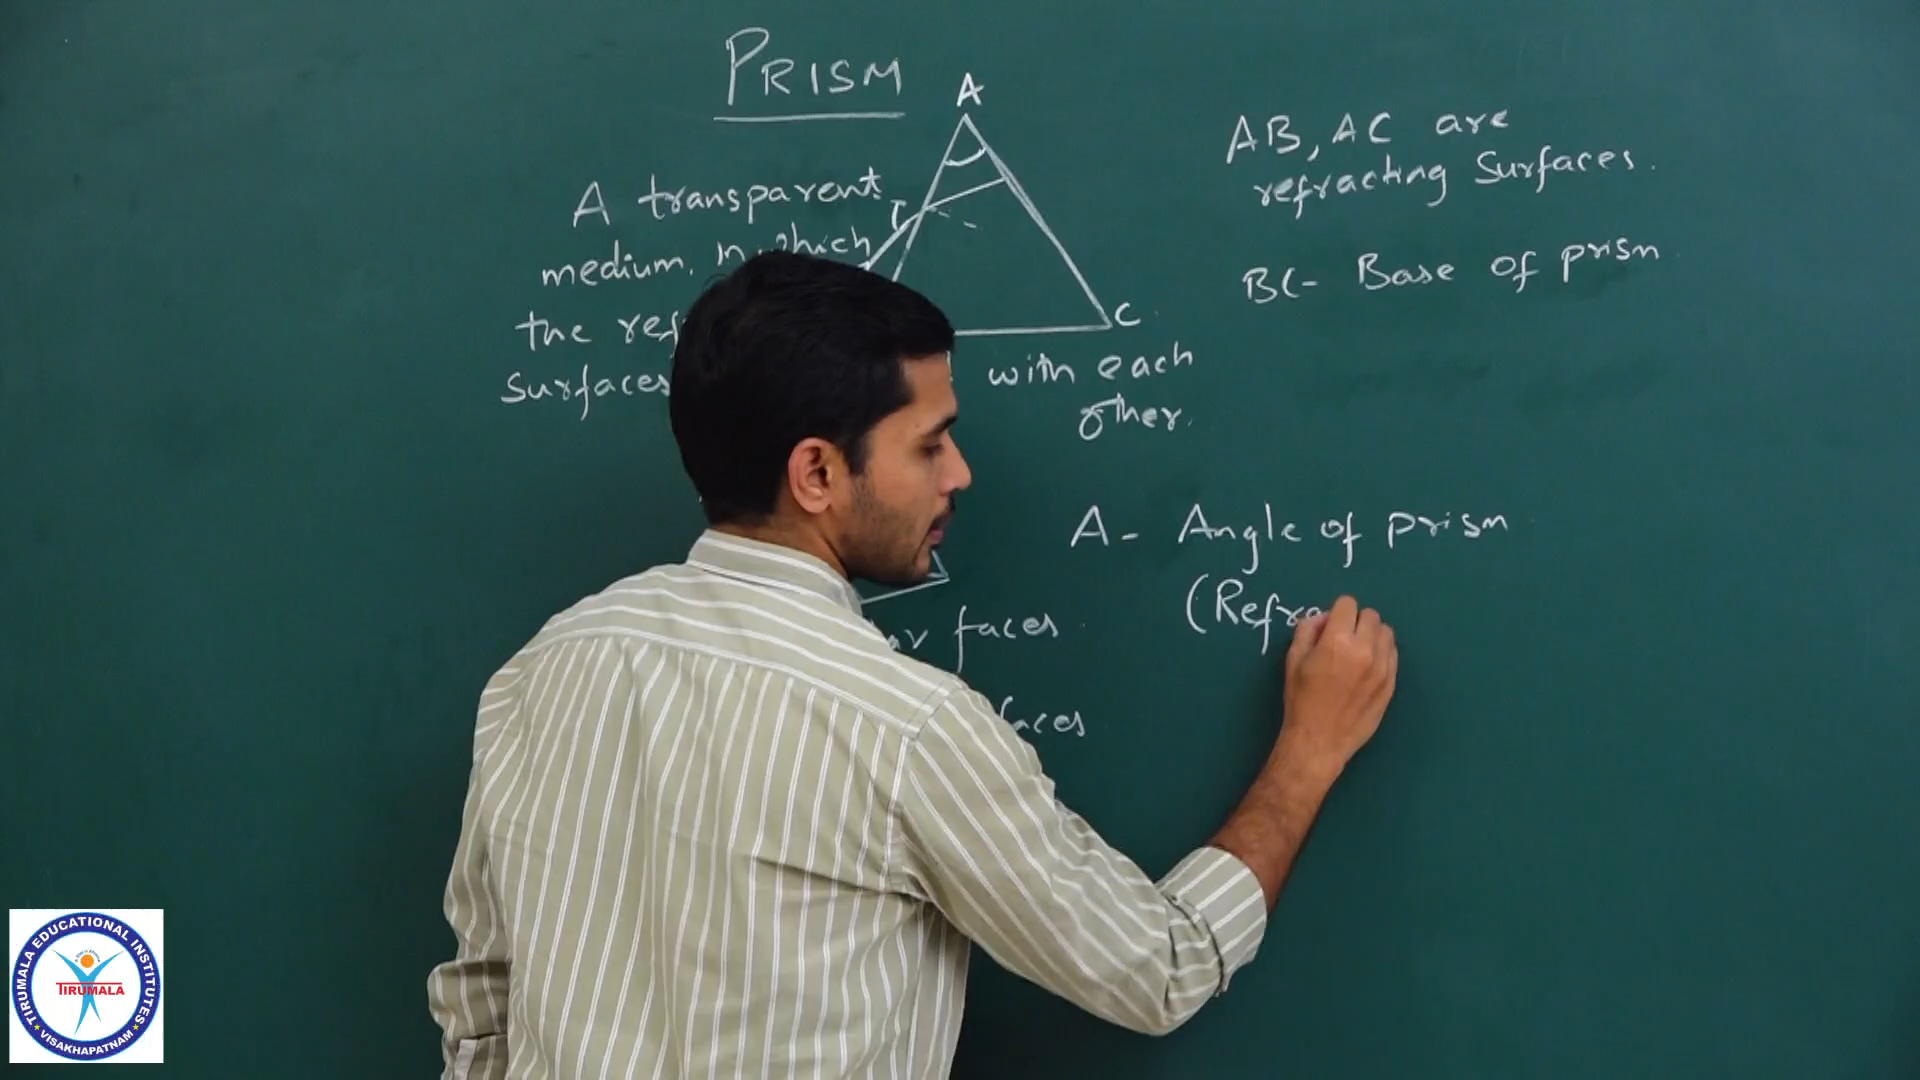 PRISM
A
A transparent
medium. in which
the
surfaces
C
with each
other.
AB, AC are
refracting Surfaces.
BC- Base of prism
A - Angle of prism
(Refra
faces
faces
TIRUMALA EDUCATIONAL INSTITUTES
TIRUMALA
VISAKHAPATNAM